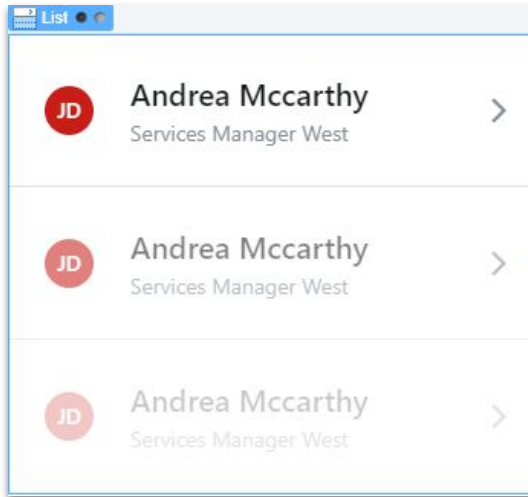 List
JD
Andrea Mccarthy
Services Manager West
JD
Andrea Mccarthy
Services Manager West
JD
Andrea Mccarthy
Services Manager West